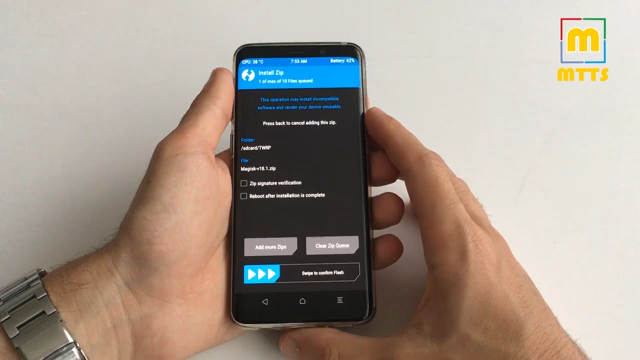 CPU: 36 °C 7:53 AM Battery: 62%
Install Zip
1 of max of 10 Files queued
This operation may install incompatible
software and render your device unusable.
Press back to cancel adding this zip.
Folder:
/sdcard/TWRP
File:
Magisk-v18.1.zip
Zip signature verification
Reboot after installation is complete
Add more Zips
Clear Zip Queue
Swipe to confirm Flash
m
MTTS